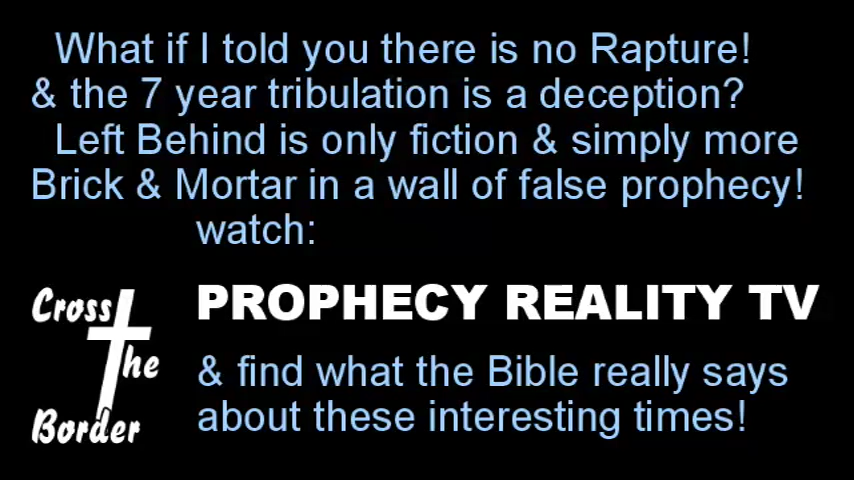 What if I told you there is no Rapture!
& the 7 year tribulation is a deception?
Left Behind is only fiction & simply more
Brick & Mortar in a wall of false prophecy!
watch:
PROPHECY REALITY TV
Cross
the
Border
& find what the Bible really says
about these interesting times!